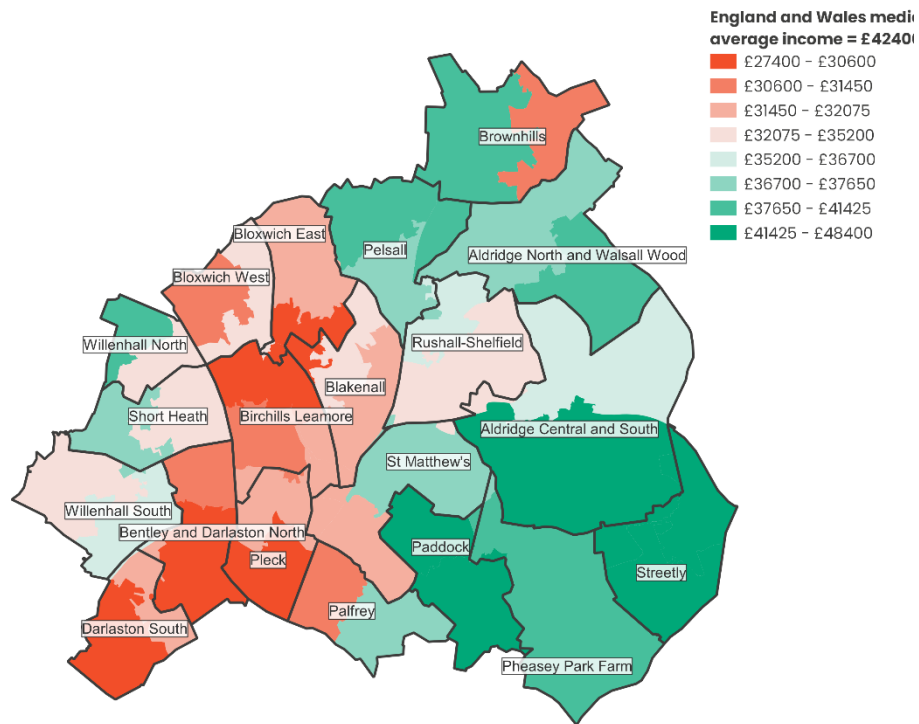 England and Wales medi
average income = £42400
£27400 - £30600
£30600 - £31450
£31450 - £32075
£32075 - £35200
£35200 - £36700
£36700 - £37650
£37650 - £41425
£41425 - £48400
Brownhills
Bloxwich East
Pelsall
Aldridge North and Walsall Wood
Bloxwich West
Willenhall North
Rushall-Shelfield
Blakenall
Short Heath
Birchills Leamore
Aldridge Central and South
St Matthew's
Willenhall South
Bentley and Darlaston North
Paddock
Pleck
Streetly
Palfrey
Darlaston South
Pheasey Park Farm